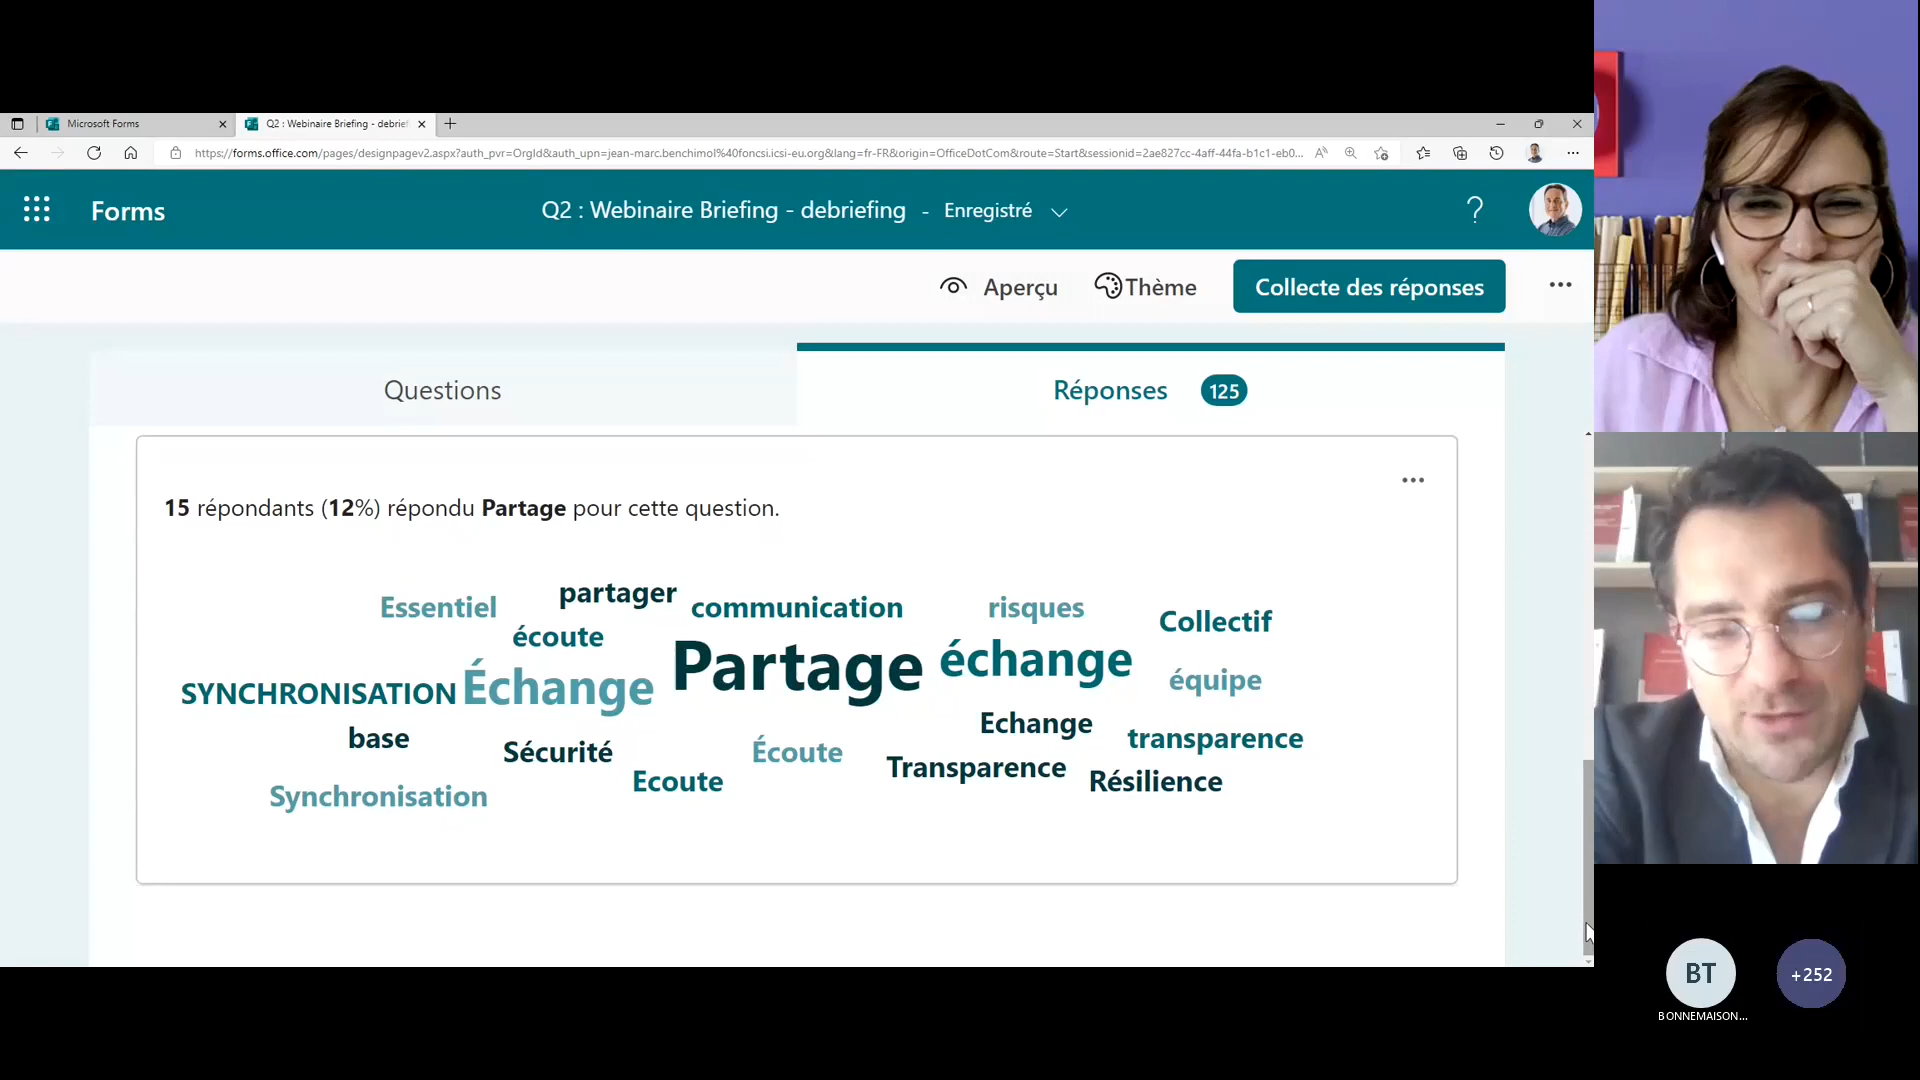 Microsoft Forms
Q2 : Webinaire Briefing - debrief
https://forms.office.com/pages/designpagev2.aspx?auth_pvr=OrgId&auth_upn=jean-marc.benchimol%40foncsi.icsi-eu.org&lang=fr-FR&origin=OfficeDotCom&route=Start&sessionid=2ae827cc-4aff-44fa-b1c1-eb0...
Forms
Q2 : Webinaire Briefing - debriefing - Enregistré
?
Aperçu
Thème
Collecte des réponses
Questions
Réponses 125
15 répondants (12%) répondu Partage pour cette question.
Essentiel
partager
communication
risques
Collectif
écoute
Partage
échange
équipe
SYNCHRONISATION
Échange
base
Sécurité
Écoute
Echange
transparence
Synchronisation
Ecoute
Transparence
Résilience
BT
+252
BONNEMAISON...